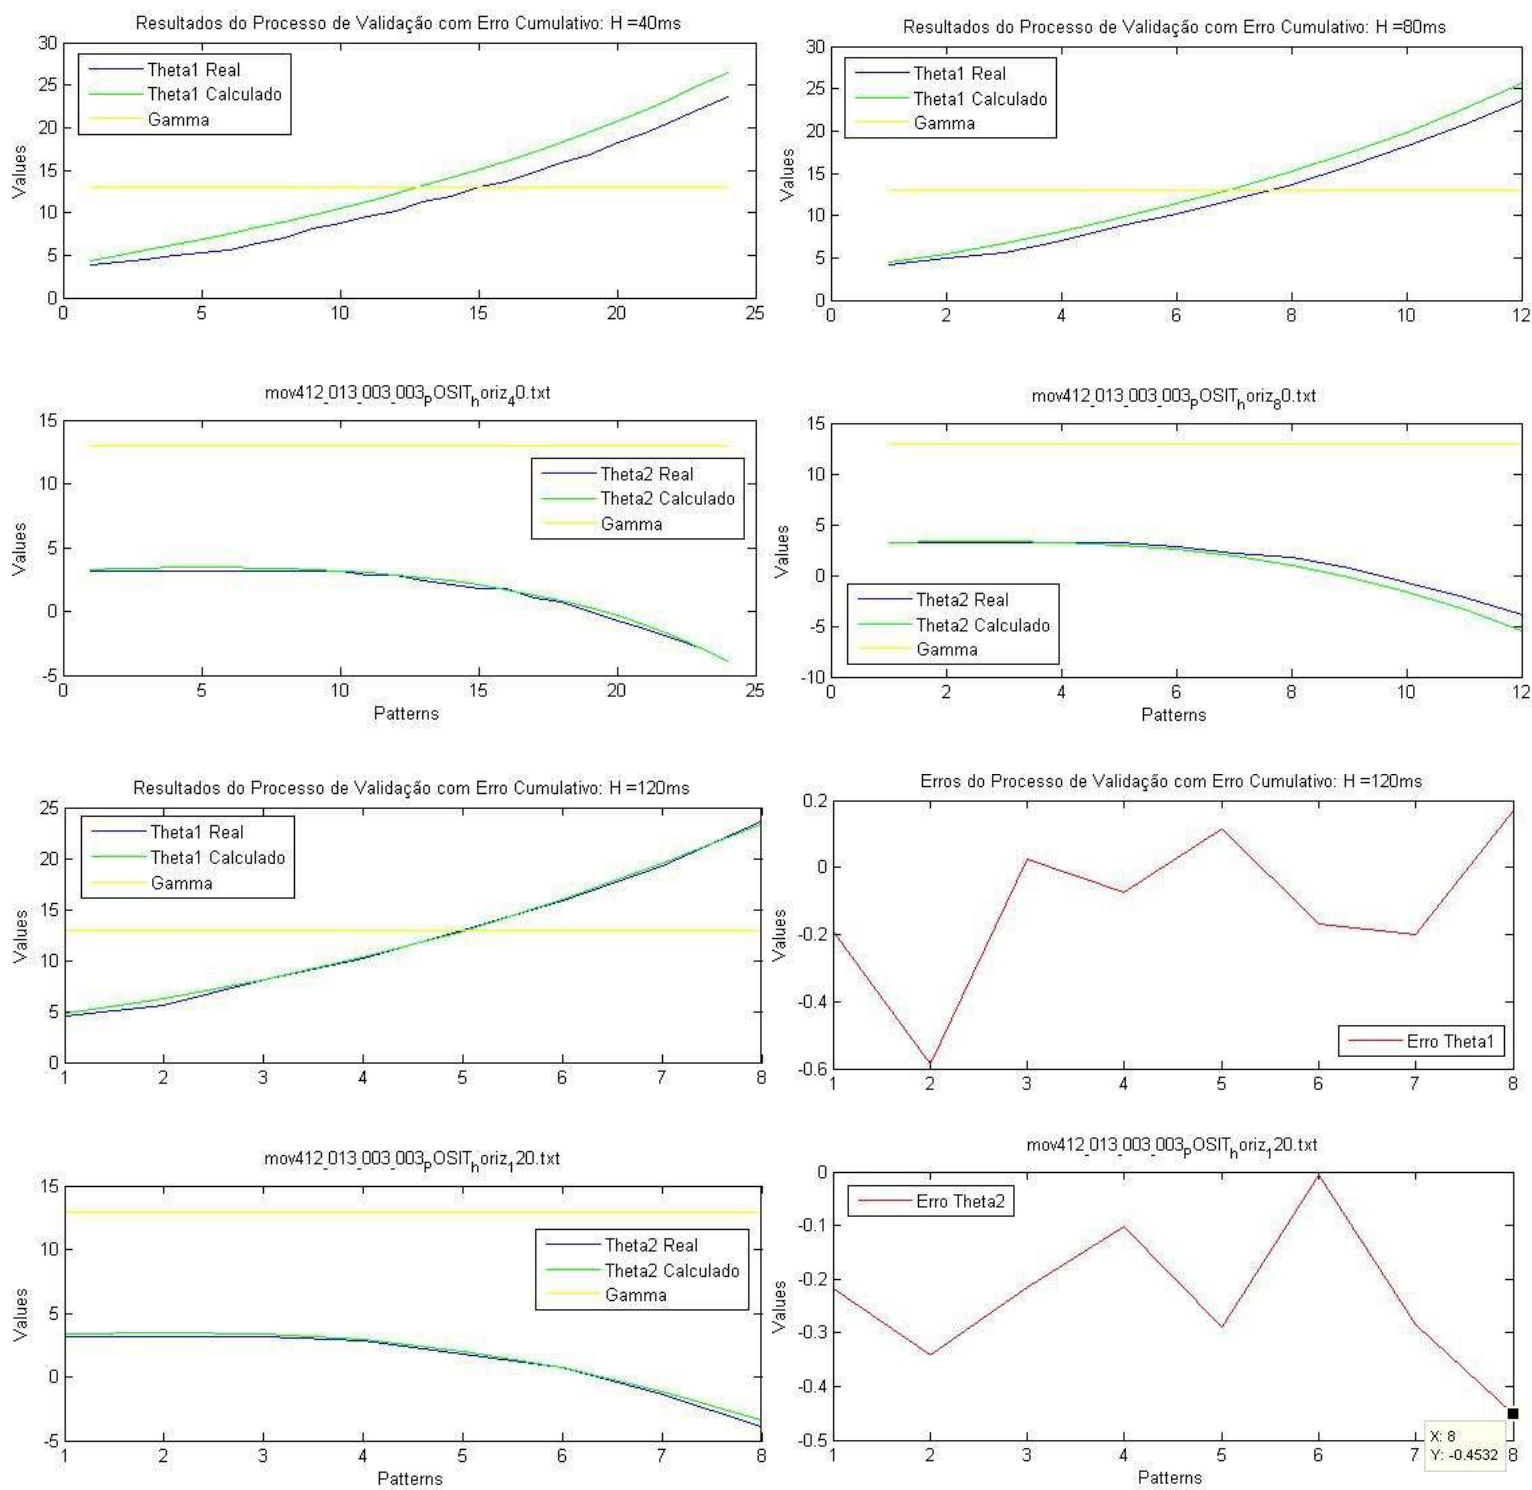 Resultados do Processo de Validação com Erro Cumulativo: H =40ms
30
25
20
15
10
5
0
Values
Theta1 Real
Theta1 Calculado
Gamma
0 5 10 15 20 25
Resultados do Processo de Validação com Erro Cumulativo: H =80ms
30
25
20
15
10
5
0
Values
Theta1 Real
Theta1 Calculado
Gamma
0 2 4 6 8 10 12
mov412_013_003_003pOSIThoriz40.txt
15
10
5
0
-5
Values
Theta2 Real
Theta2 Calculado
Gamma
0 5 10 15 20 25
Patterns
mov412_013_003_003pOSIThoriz80.txt
15
10
5
0
-5
-10
Values
Theta2 Real
Theta2 Calculado
Gamma
0 2 4 6 8 10 12
Patterns
Resultados do Processo de Validação com Erro Cumulativo: H =120ms
25
20
15
10
5
0
Values
Theta1 Real
Theta1 Calculado
Gamma
1 2 3 4 5 6 7 8
Erros do Processo de Validação com Erro Cumulativo: H =120ms
0.2
0
-0.2
-0.4
-0.6
Values
Erro Theta1
1 2 3 4 5 6 7 8
mov412_013_003_003pOSIThoriz120.txt
15
10
5
0
-5
Values
Theta2 Real
Theta2 Calculado
Gamma
1 2 3 4 5 6 7 8
Patterns
mov412_013_003_003pOSIThoriz120.txt
0
-0.1
-0.2
-0.3
-0.4
-0.5
Values
Erro Theta2
X: 8
Y: -0.4532
1 2 3 4 5 6 7 8
Patterns